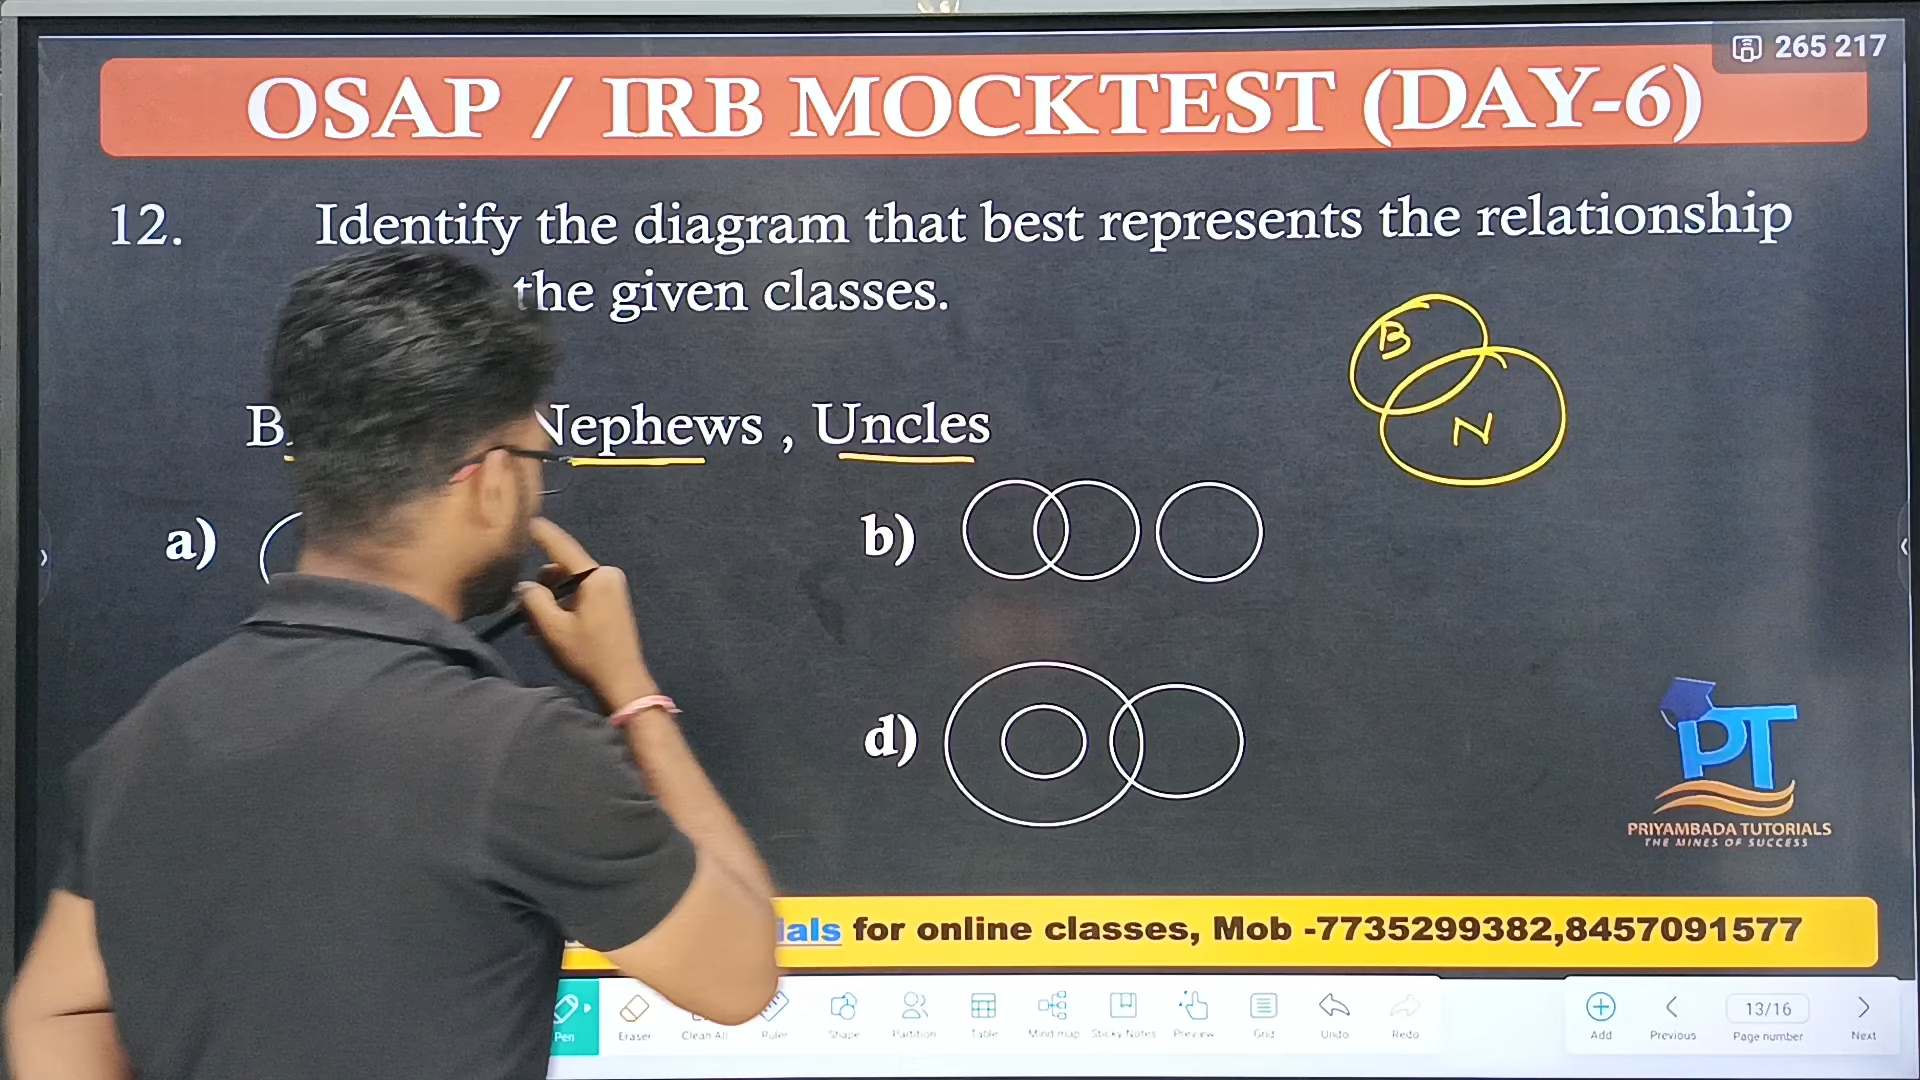 265 217
OSAP / IRB MOCKTEST (DAY-6)
12. Identify the diagram that best represents the relationship
the given classes.
B
N
Nephews , Uncles
a)
b)
d)
PT
PRIYAMBADA TUTORIALS
THE MINES OF SUCCESS
ials for online classes, Mob -7735299382,8457091577
Pen Eraser Clean All Ruler Shape Partition Table Mind map Sticky Notes Preview Grid Undo Redo Add Previous 13/16 Page number Next